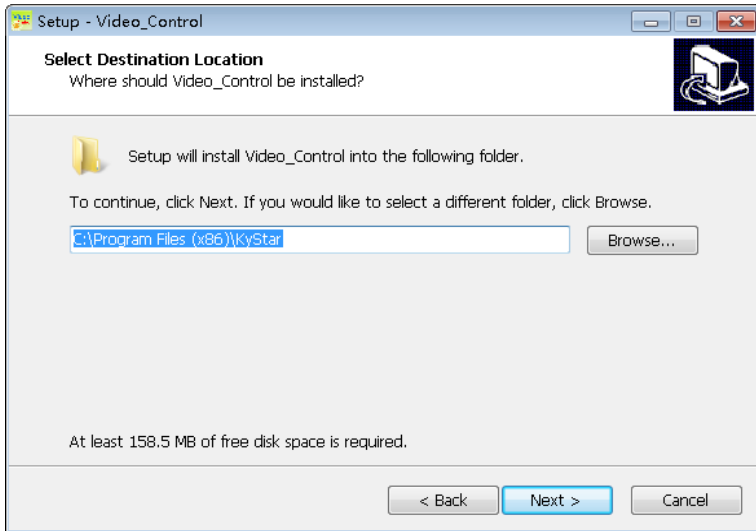 Setup - Video_Control
Select Destination Location
Where should Video_Control be installed?
Setup will install Video_Control into the following folder.
To continue, click Next. If you would like to select a different folder, click Browse.
C:\Program Files (x86)\KyStar
Browse...
At least 158.5 MB of free disk space is required.
< Back
Next >
Cancel